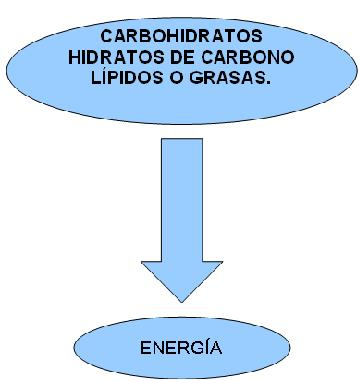 CARBOHIDRATOS
HIDRATOS DE CARBONO
LÍPIDOS O GRASAS.
ENERGÍA